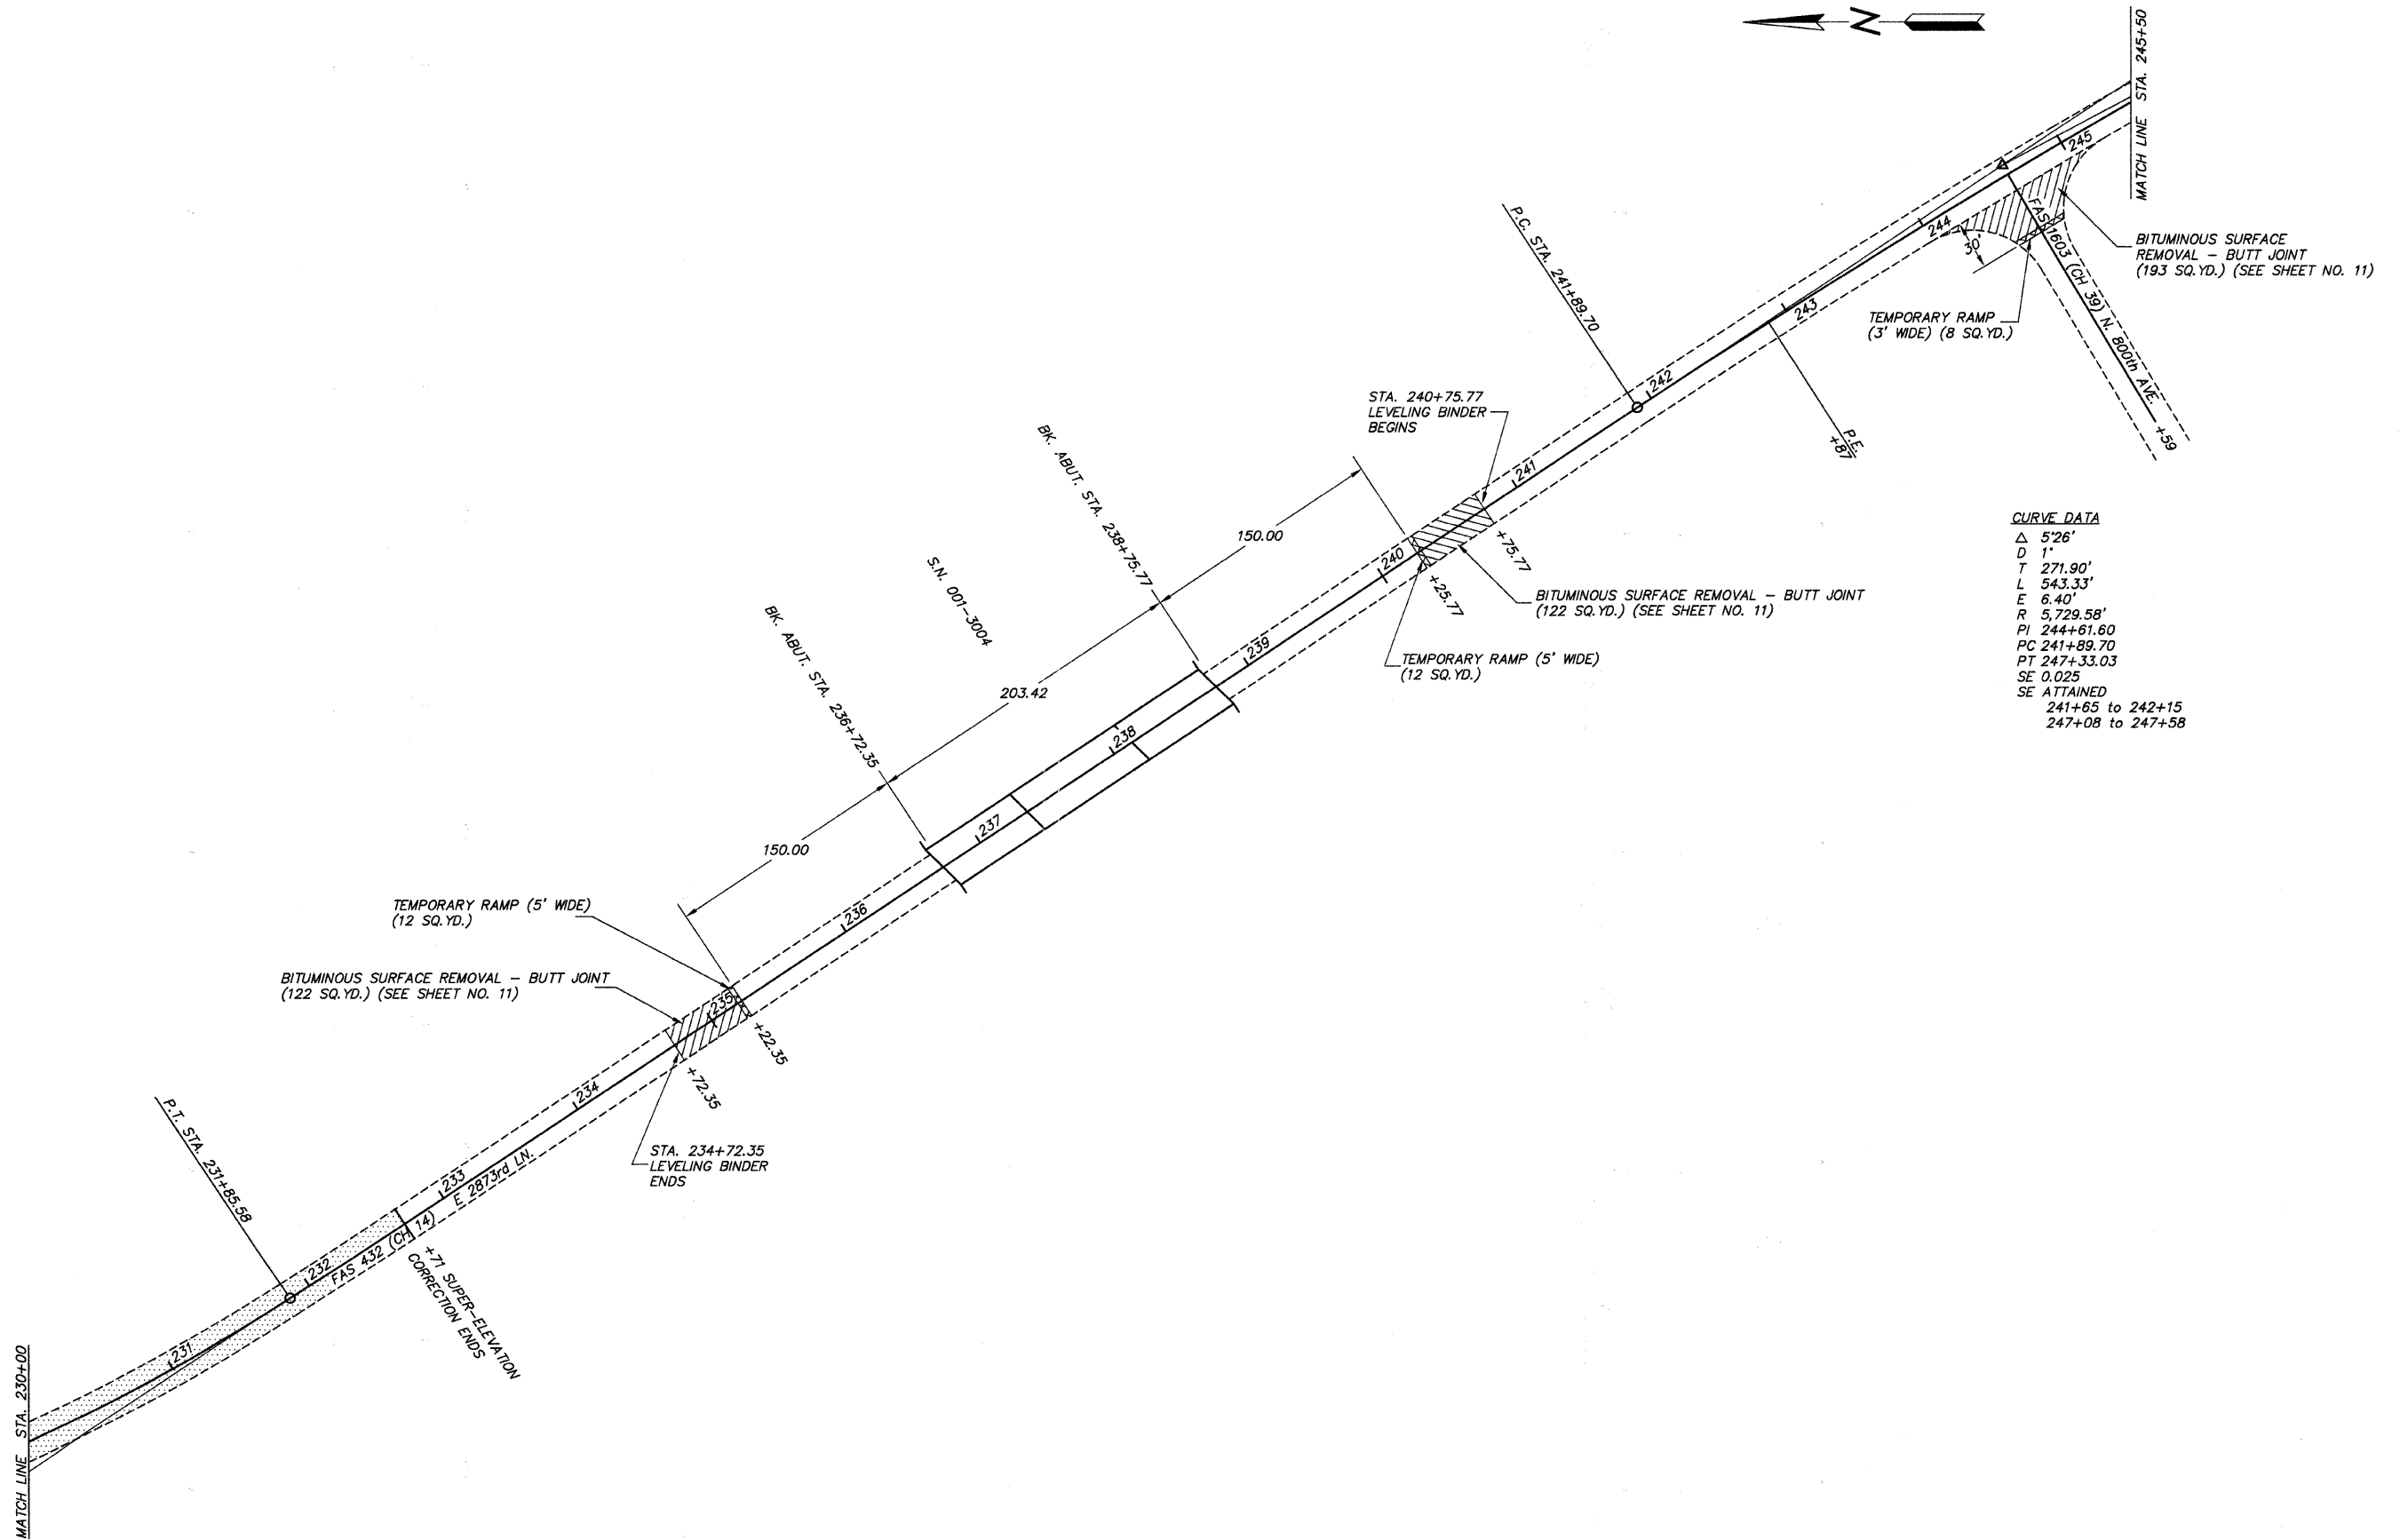 N
MATCH LINE STA. 245+50
245
244
30'
FAS 1603 (CH 39) N. 800th AVE.
+59
BITUMINOUS SURFACE
REMOVAL - BUTT JOINT
(193 SQ.YD.) (SEE SHEET NO. 11)
TEMPORARY RAMP
(3' WIDE) (8 SQ.YD.)
P.C. STA. 241+89.70
243
242
P.E.
+87
STA. 240+75.77
LEVELING BINDER
BEGINS
241
+75.77
240
+25.77
BITUMINOUS SURFACE REMOVAL - BUTT JOINT
(122 SQ.YD.) (SEE SHEET NO. 11)
TEMPORARY RAMP (5' WIDE)
(12 SQ.YD.)
CURVE DATA
Δ 5°26'
D 1°
T 271.90'
L 543.33'
E 6.40'
R 5,729.58'
PI 244+61.60
PC 241+89.70
PT 247+33.03
SE 0.025
SE ATTAINED
241+65 to 242+15
247+08 to 247+58
BK. ABUT. STA. 238+75.77
150.00
S.N. 001-3004
239
203.42
BK. ABUT. STA. 236+72.35
238
237
150.00
236
TEMPORARY RAMP (5' WIDE)
(12 SQ.YD.)
BITUMINOUS SURFACE REMOVAL - BUTT JOINT
(122 SQ.YD.) (SEE SHEET NO. 11)
235
+22.35
+72.35
234
STA. 234+72.35
LEVELING BINDER
ENDS
P.T. STA. 231+85.58
233
E 2873rd LN.
FAS 432 (CH 14)
232
+71 SUPER-ELEVATION
CORRECTION ENDS
231
MATCH LINE STA. 230+00